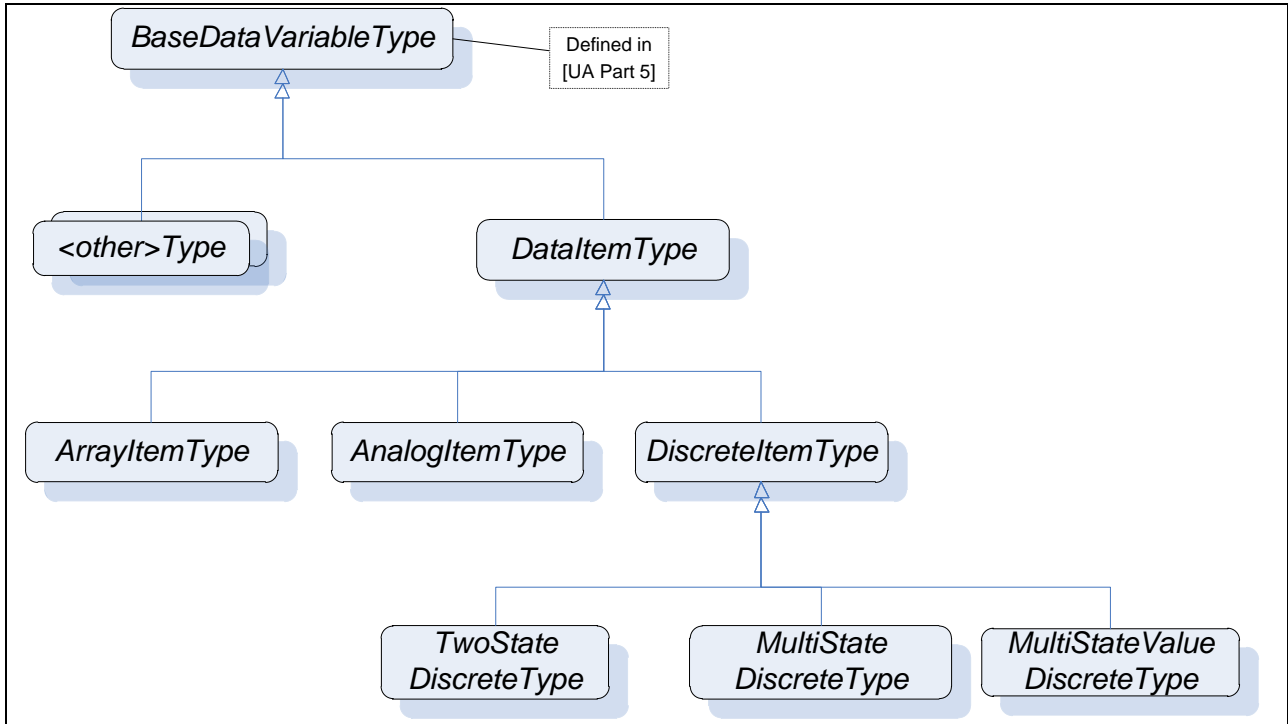 BaseDataVariableType
Defined in
[UA Part 5]
<other>Type
DataItemType
ArrayItemType
AnalogItemType
DiscreteItemType
TwoState
DiscreteType
MultiState
DiscreteType
MultiStateValue
DiscreteType